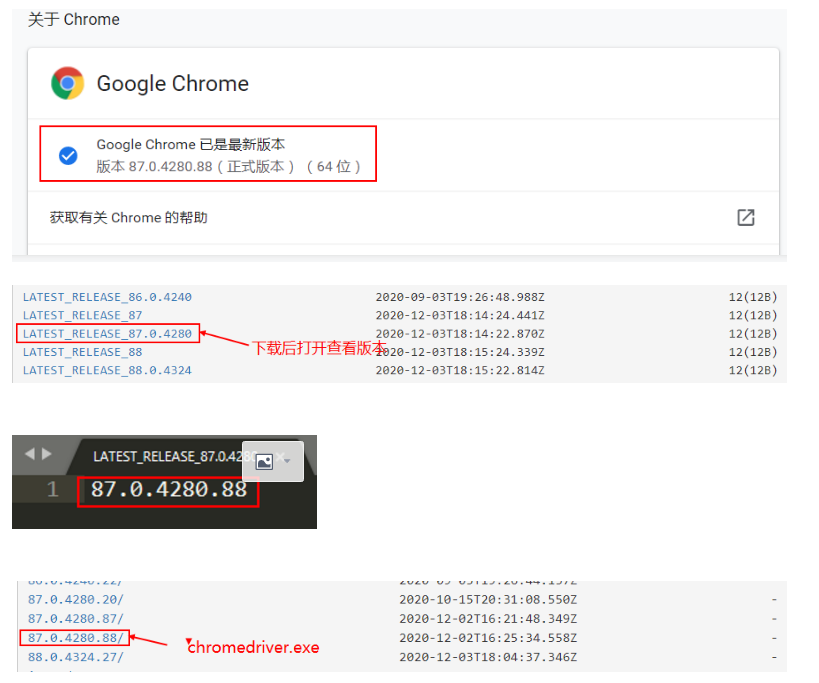 关于 Chrome
Google Chrome
Google Chrome 已是最新版本
版本 87.0.4280.88（正式版本）（64 位）
获取有关 Chrome 的帮助
LATEST_RELEASE_86.0.4240 2020-09-03T19:26:48.988Z 12(12B)
LATEST_RELEASE_87 2020-12-03T18:14:24.441Z 12(12B)
LATEST_RELEASE_87.0.4280 2020-12-03T18:14:22.870Z 12(12B)
下载后打开查看版本
LATEST_RELEASE_88 2020-12-03T18:15:24.339Z 12(12B)
LATEST_RELEASE_88.0.4324 2020-12-03T18:15:22.814Z 12(12B)
LATEST_RELEASE_87.0.428
1 87.0.4280.88
87.0.4280.20/ 2020-10-15T20:31:08.550Z -
87.0.4280.87/ 2020-12-02T16:21:48.349Z -
87.0.4280.88/ 2020-12-02T16:25:34.558Z -
chromedriver.exe
88.0.4324.27/ 2020-12-03T18:04:37.346Z -